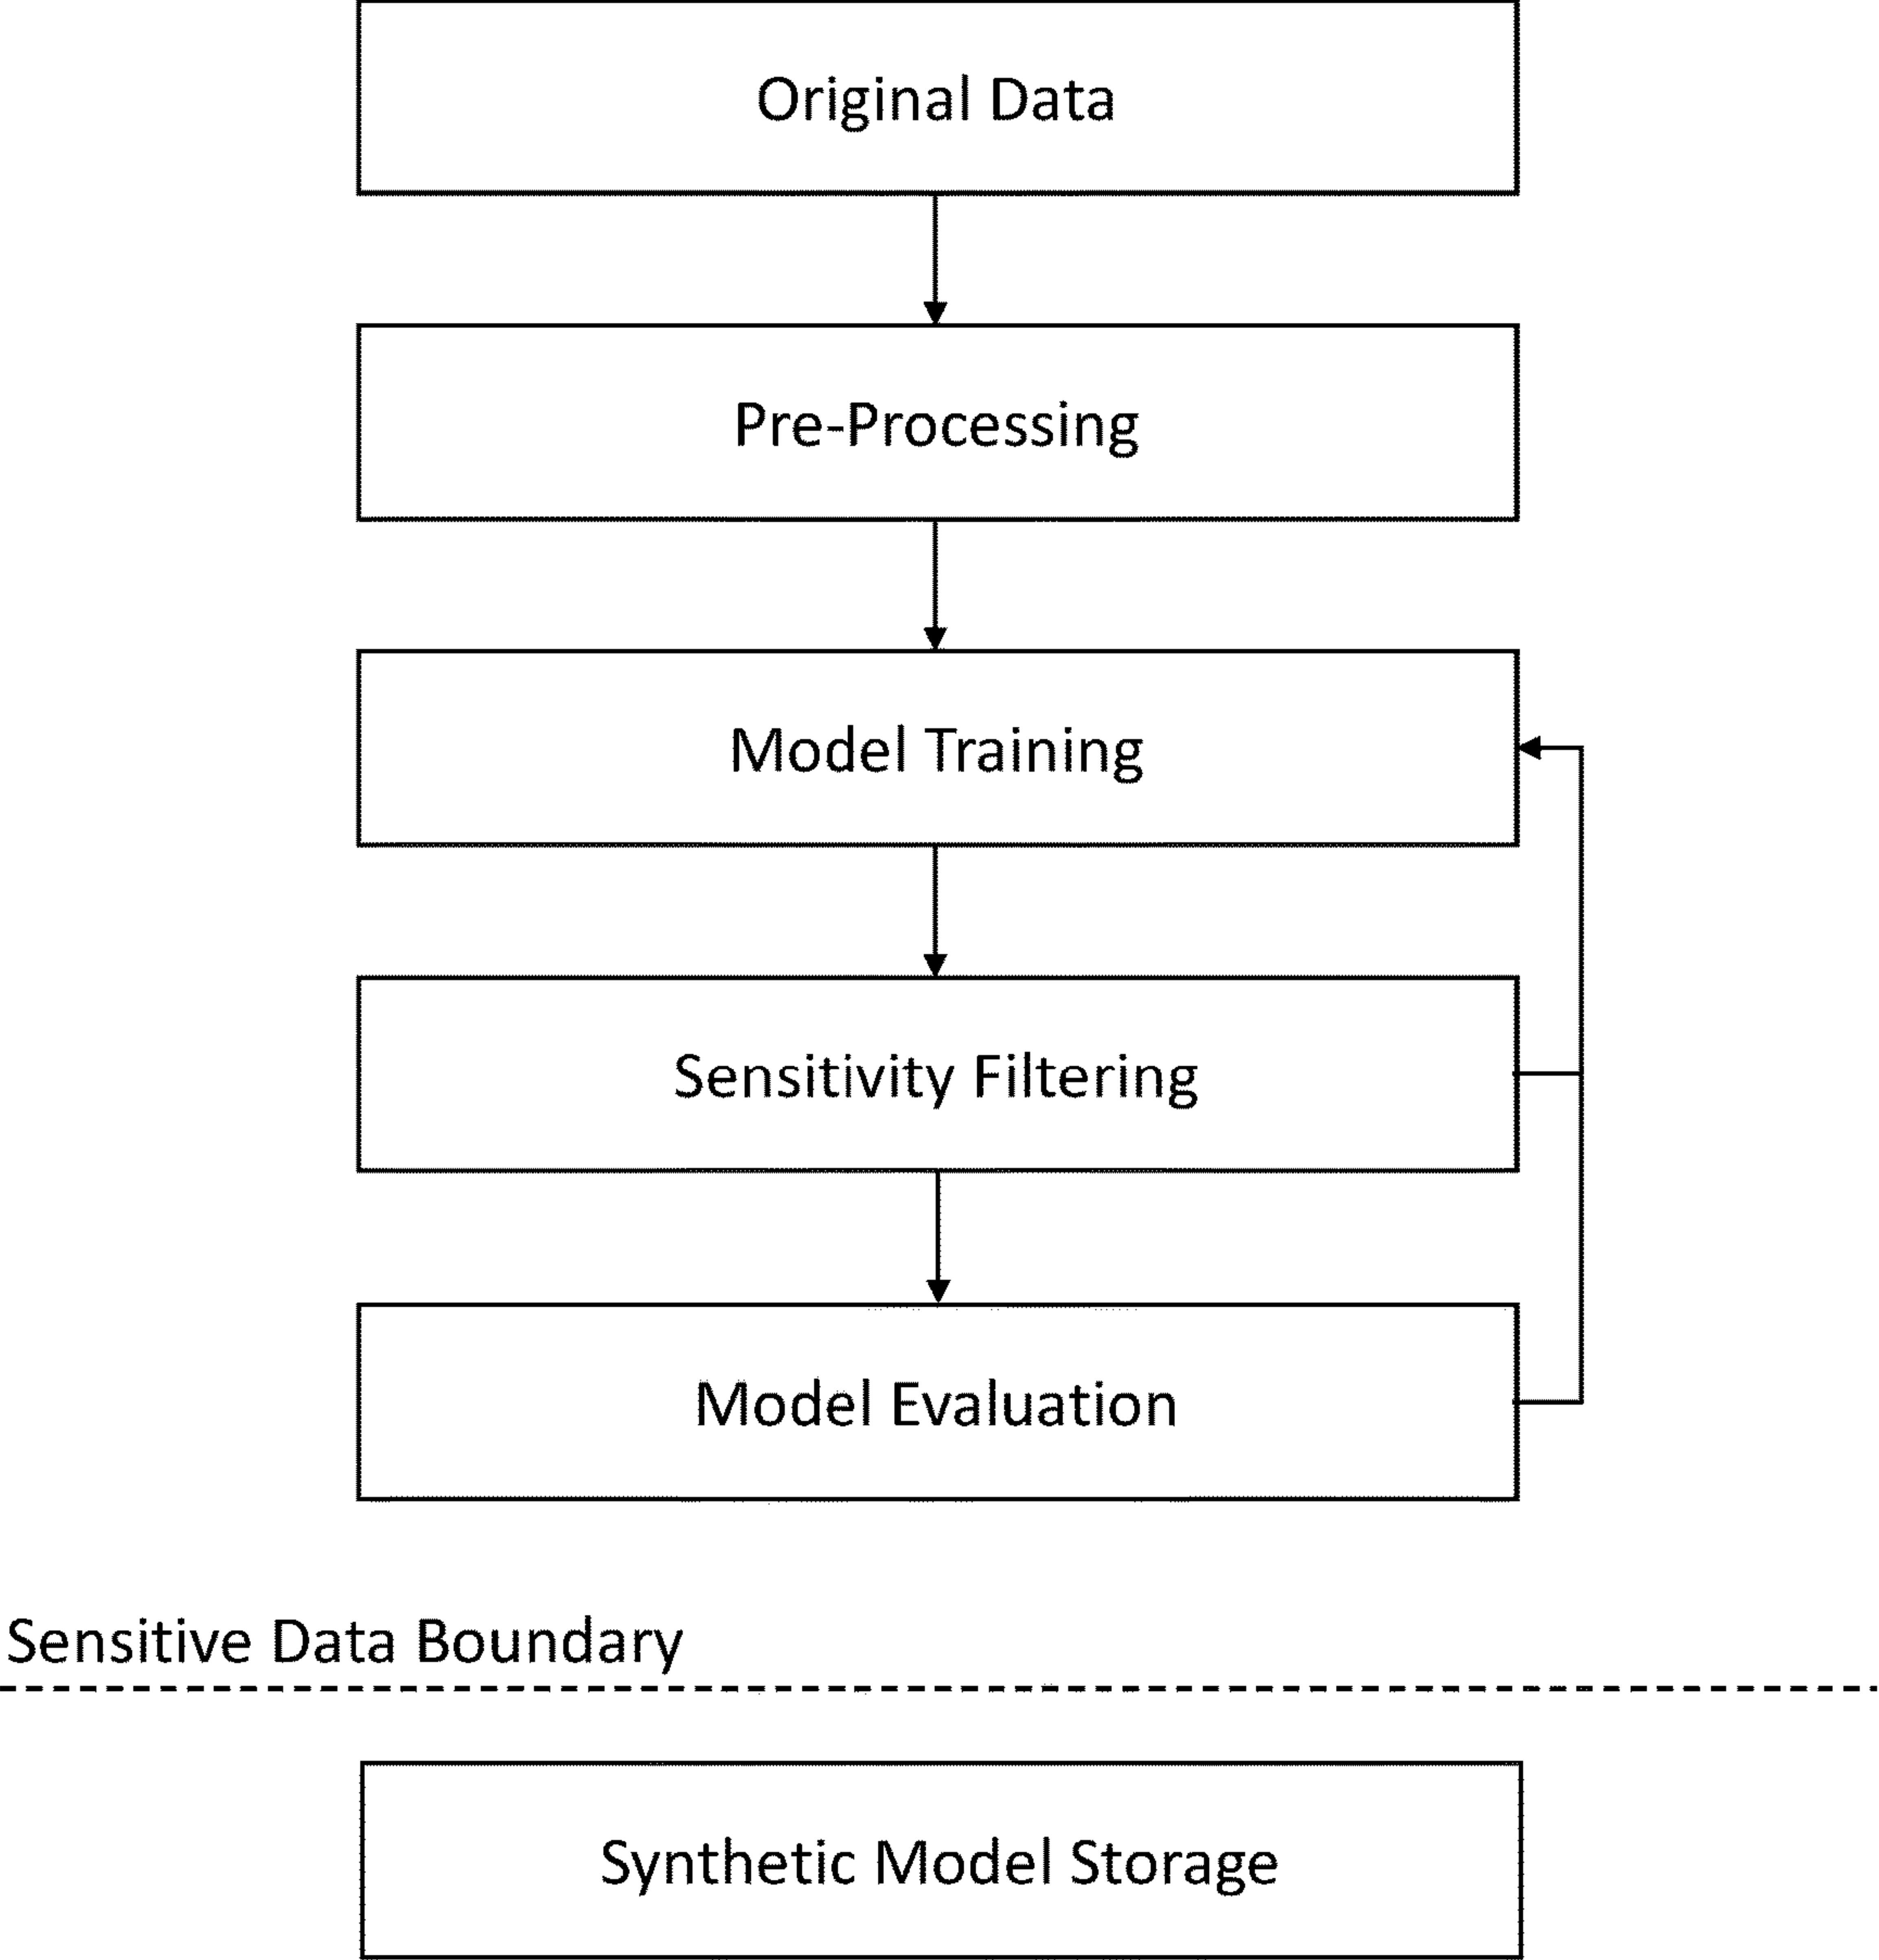 Original Data
Pre-Processing
Model Training
Sensitivity Filtering
Model Evaluation
Sensitive Data Boundary
Synthetic Model Storage